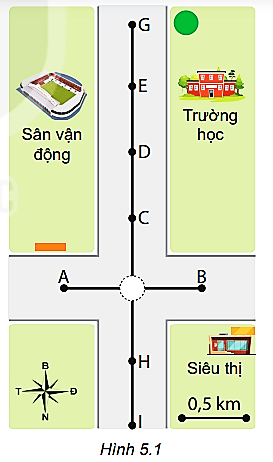 G
E
D
C
A
B
H
I
Sân vận
động
Trường
học
Siêu thị
0,5 km
B
T
Đ
N
Hình 5.1